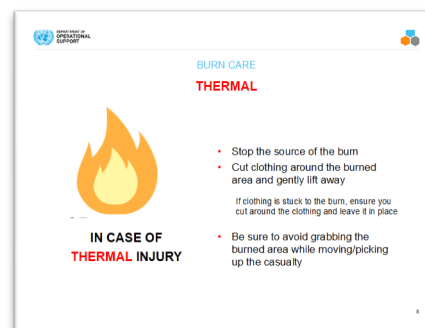 DEPARTMENT OF
OPERATIONAL
SUPPORT
BURN CARE
THERMAL
• Stop the source of the burn
• Cut clothing around the burned
area and gently lift away
If clothing is stuck to the burn, ensure you
cut around the clothing and leave it in place
• Be sure to avoid grabbing the
burned area while moving/picking
up the casualty
IN CASE OF
THERMAL INJURY